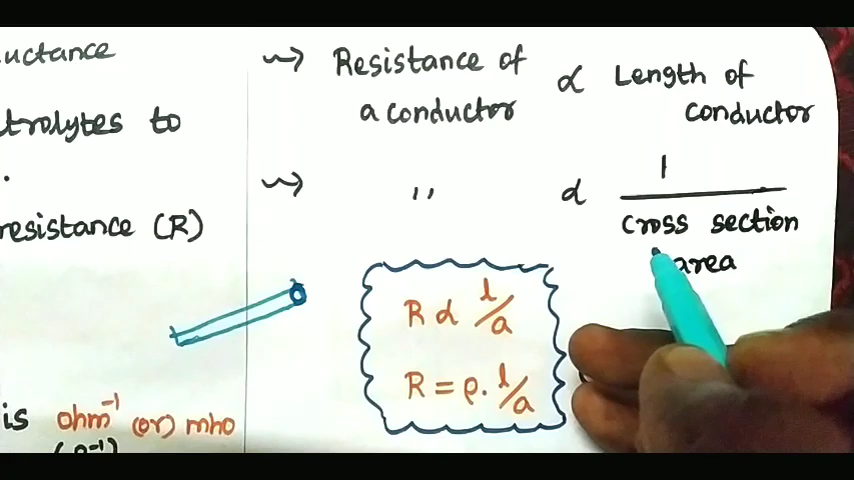 uctance
trolytes to
.
resistance (R)
is ohm⁻¹ (or) mho
⇝ Resistance of a conductor ∝ Length of conductor
⇝ " ∝ 1 / cross section area
R ∝ l/a
R = ρ. l/a